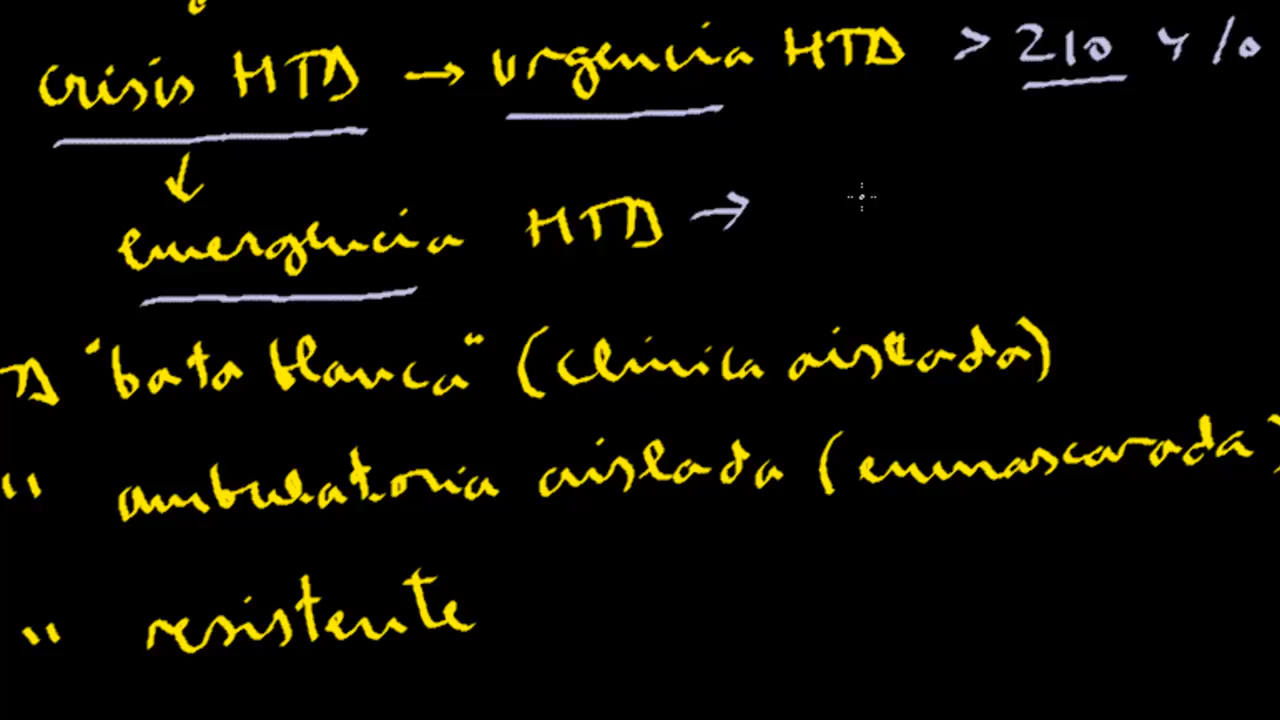 crisis HTA → urgencia HTA > 210 y/o
↓
emergencia HTA →
"bata blanca" (clínica aislada)
" ambulatoria aislada (enmascarada)
" resistente